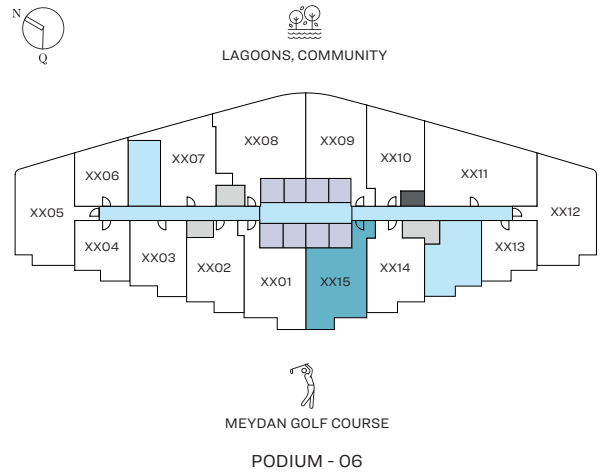 N
Q
LAGOONS, COMMUNITY
XX08
XX09
XX07
XX10
XX06
XX11
XX05
XX12
XX04
XX03
XX02
XX01
XX15
XX14
XX13
MEYDAN GOLF COURSE
PODIUM - 06